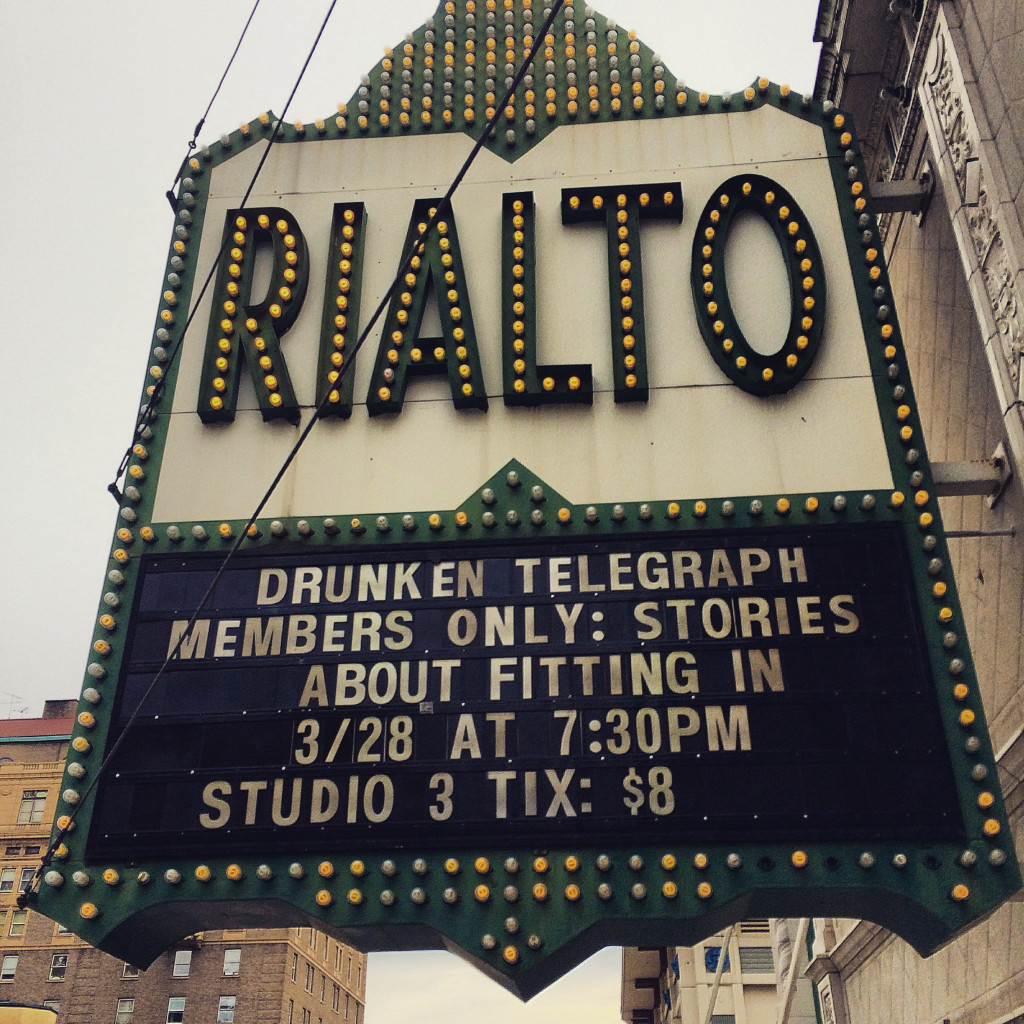 RIALTO
DRUNKEN TELEGRAPH
MEMBERS ONLY: STORIES
ABOUT FITTING IN
3/28 AT 7:30PM
STUDIO 3 TIX: $8